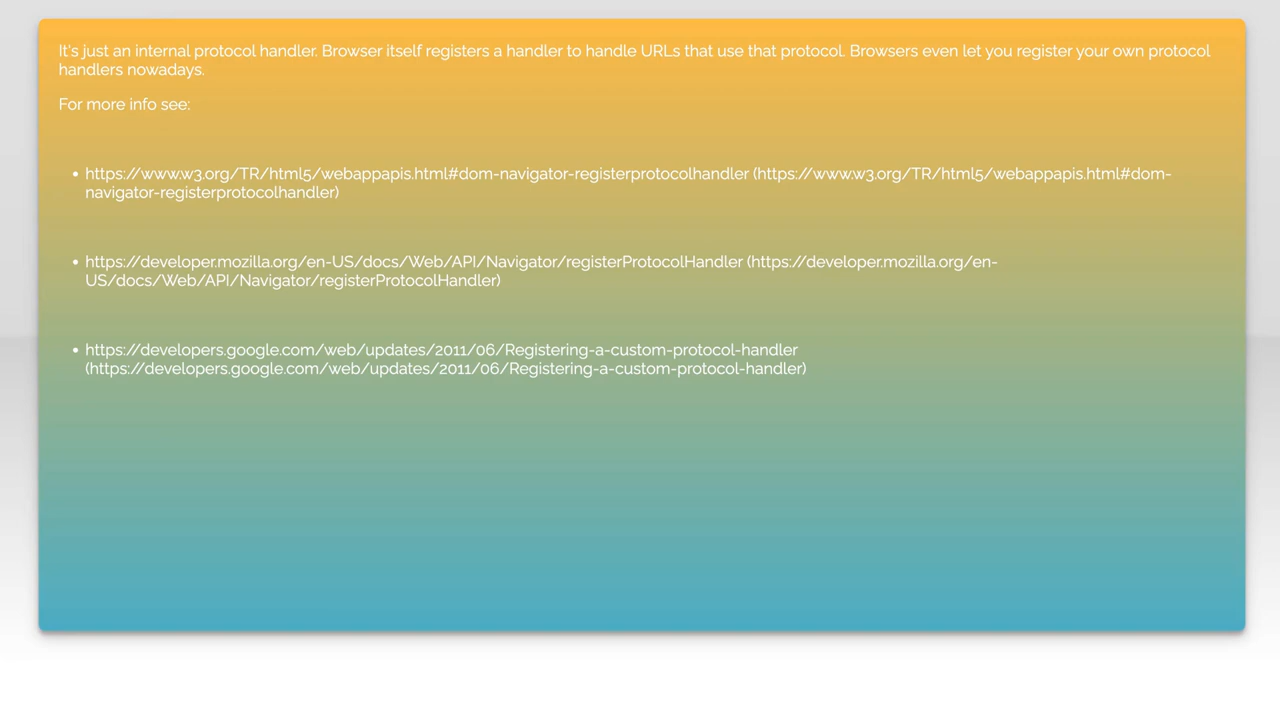 It's just an internal protocol handler. Browser itself registers a handler to handle URLs that use that protocol. Browsers even let you register your own protocol
handlers nowadays.
For more info see:
• https://www.w3.org/TR/html5/webappapis.html#dom-navigator-registerprotocolhandler (https://www.w3.org/TR/html5/webappapis.html#dom-
navigator-registerprotocolhandler)
• https://developer.mozilla.org/en-US/docs/Web/API/Navigator/registerProtocolHandler (https://developer.mozilla.org/en-
US/docs/Web/API/Navigator/registerProtocolHandler)
• https://developers.google.com/web/updates/2011/06/Registering-a-custom-protocol-handler
(https://developers.google.com/web/updates/2011/06/Registering-a-custom-protocol-handler)